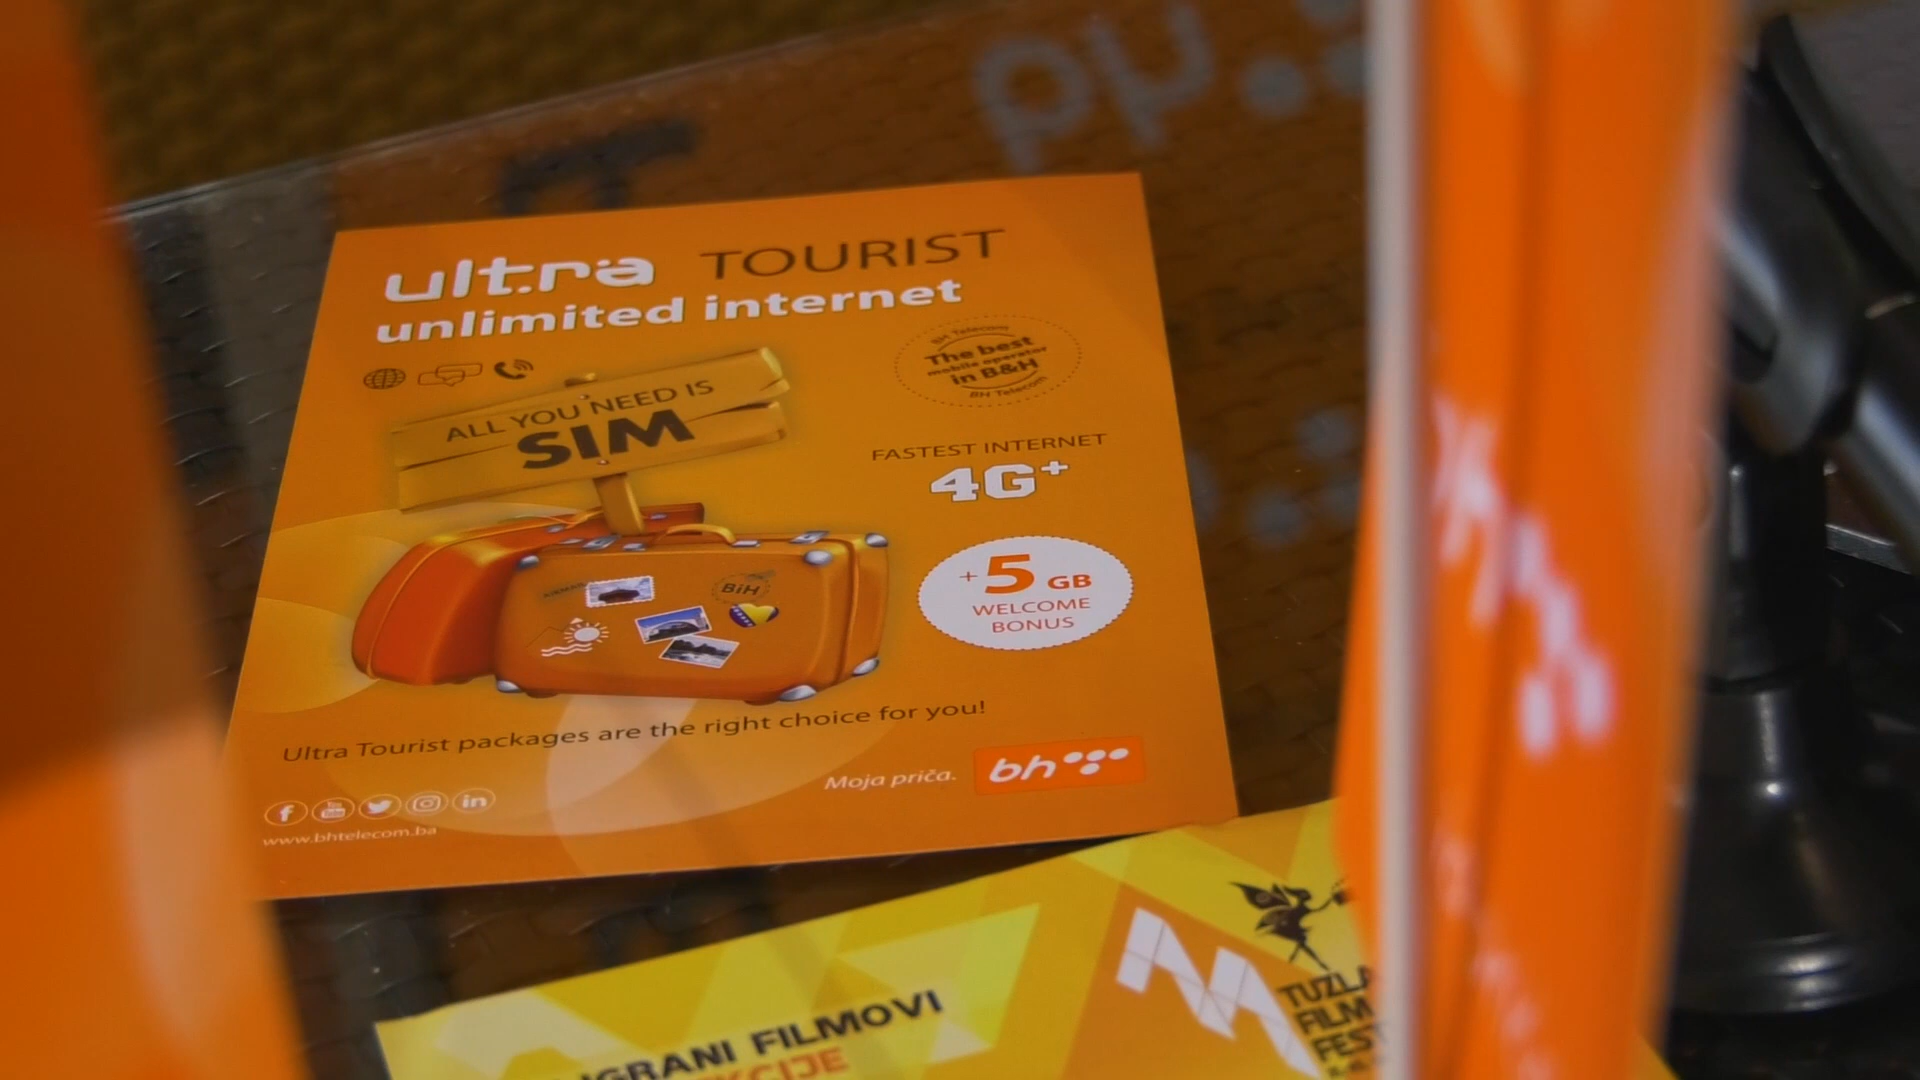 ultra TOURIST
unlimited internet
BH Telecom
The best
mobile operator
in B&H
BH Telecom
ALL YOU NEED IS
SIM
FASTEST INTERNET
4G+
+5 GB
WELCOME
BONUS
BiH
Ultra Tourist packages are the right choice for you!
Moja priča. bh
www.bhtelecom.ba
IGRANI FILMOVI
TUZLA
FILM
FEST